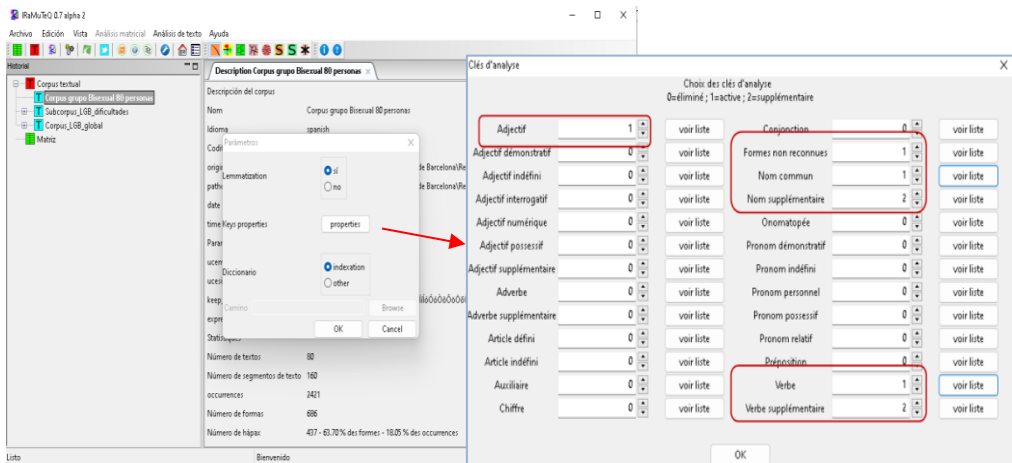 IRaMuTeQ 0.7 alpha 2
Archivo Edición Vista Análisis matricial Análisis de texto Ayuda
Historial
Corpus textual
Corpus grupo Bisexual 80 personas
Subcorpus_LGB_dificultades
Corpus_LGB_global
Matriz
Description Corpus grupo Bisexual 80 personas
Descripción del corpus
Nom Corpus grupo Bisexual 80 personas
Idioma spanish
de Barcelona\Re
de Barcelona\Re
date
time
Número de textos 80
Número de segmentos de texto 160
occurrences 2421
Número de formas 686
Número de hápax 437 - 63.70 % des formes - 18.05 % des occurrences
Listo Bienvenido
Parámetros
Lemmatization
sí
no
Keys properties properties
Diccionario
indexation
other
Camino Browse
OK Cancel
Clés d'analyse
Choix des clés d'analyse
0=éliminé ; 1=active ; 2=supplémentaire
Adjectif 1 voir liste Conjonction 0 voir liste
Adjectif démonstratif 0 voir liste Formes non reconnues 1 voir liste
Adjectif indéfini 0 voir liste Nom commun 1 voir liste
Adjectif interrogatif 0 voir liste Nom supplémentaire 2 voir liste
Adjectif numérique 0 voir liste Onomatopée 0 voir liste
Adjectif possessif 0 voir liste Pronom démonstratif 0 voir liste
Adjectif supplémentaire 0 voir liste Pronom indéfini 0 voir liste
Adverbe 0 voir liste Pronom personnel 0 voir liste
Adverbe supplémentaire 0 voir liste Pronom possessif 0 voir liste
Article défini 0 voir liste Pronom relatif 0 voir liste
Article indéfini 0 voir liste Préposition 0 voir liste
Auxiliaire 0 voir liste Verbe 1 voir liste
Chiffre 0 voir liste Verbe supplémentaire 2 voir liste
OK